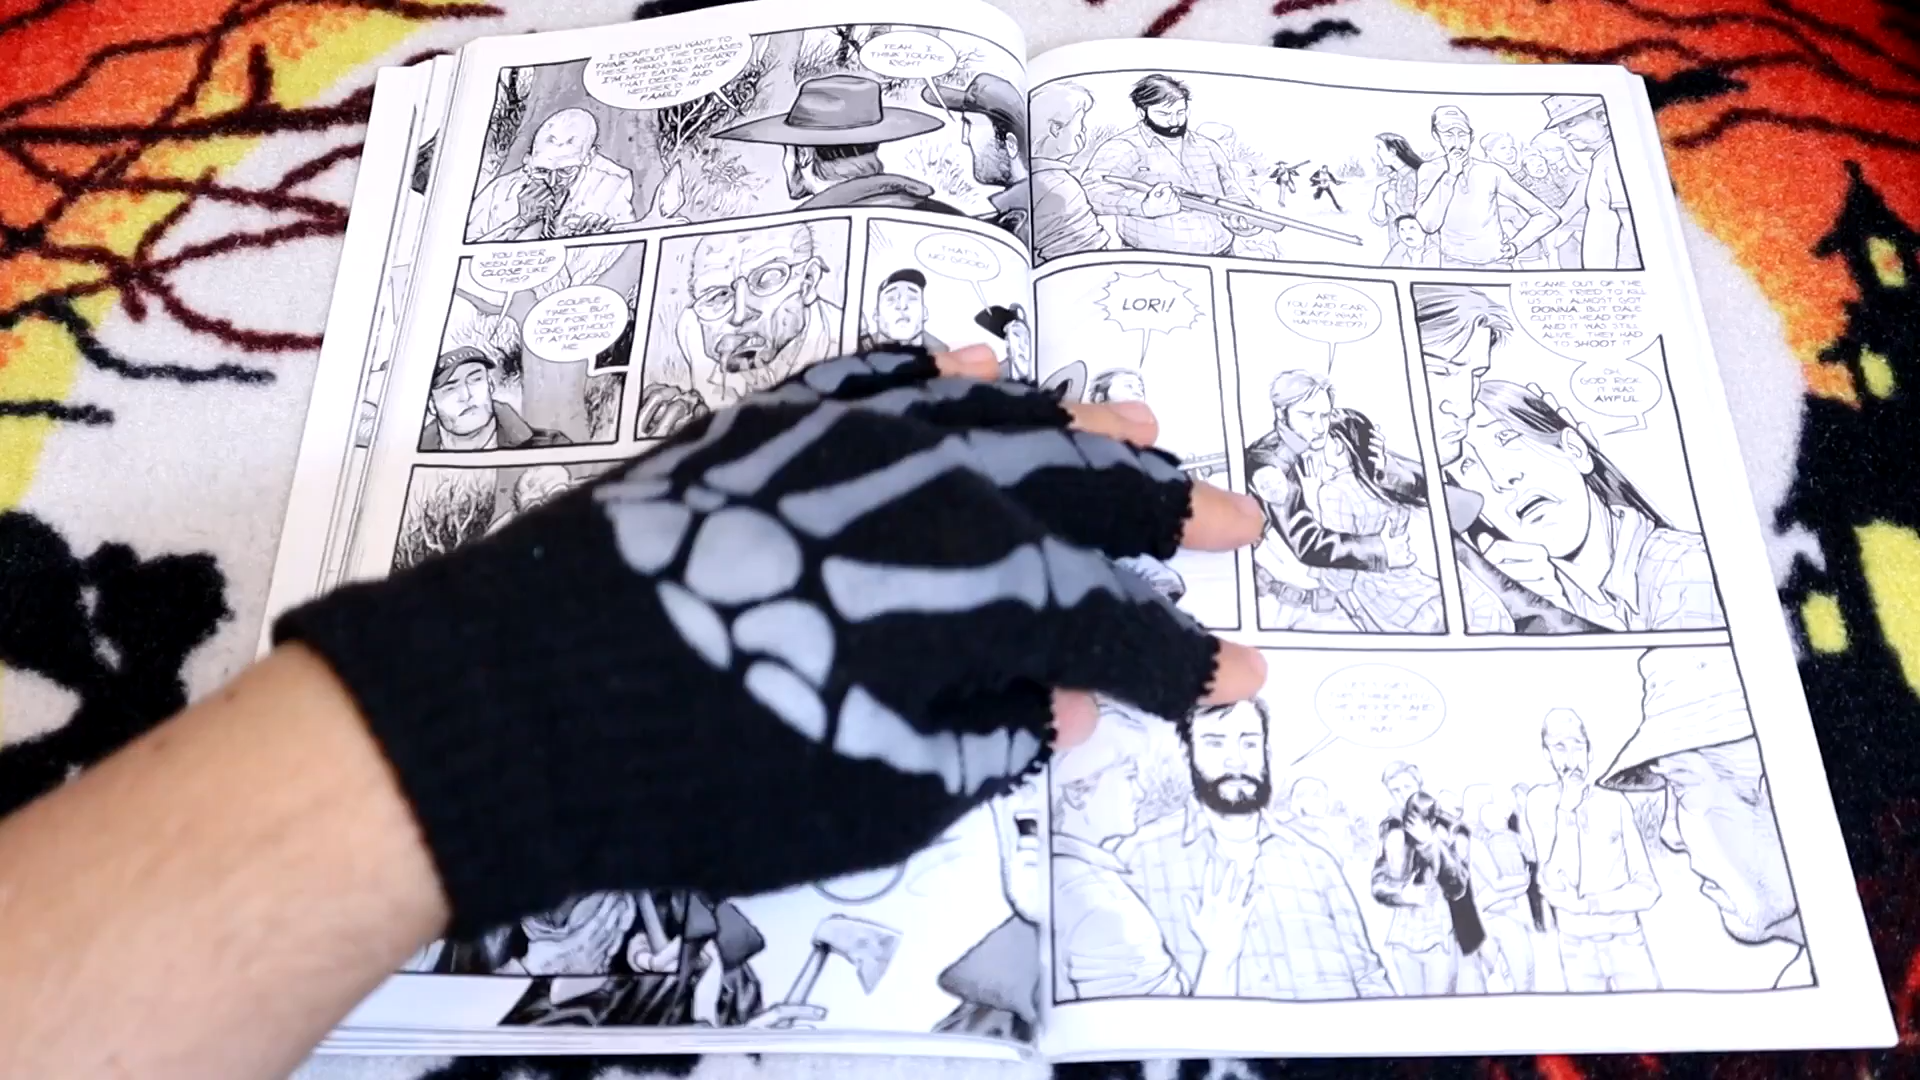 I DON'T EVEN WANT TO
THINK ABOUT THE DISEASES
THESE THINGS MUST CARRY.
I'M NOT EATING ANY OF
THAT DEER, AND
NEITHER IS MY
FAMILY.
YEAH... I
THINK YOU'RE
RIGHT.
YOU EVER
SEEN ONE UP
CLOSE LIKE
THIS?
COUPLE
TIMES... BUT
NOT FOR THIS
LONG WITHOUT
IT ATTACKING
ME.
THAT'S
NO GOOD!
LORI!
ARE
YOU AND CARL
OKAY? WHAT
HAPPENED?!
IT CAME OUT OF THE
WOODS, TRIED TO KILL
US. IT ALMOST GOT
DONNA. BUT DALE
CUT ITS HEAD OFF
AND IT WAS STILL
ALIVE. THEY HAD
TO SHOOT IT.
OH,
GOD RICK.
IT WAS
AWFUL.